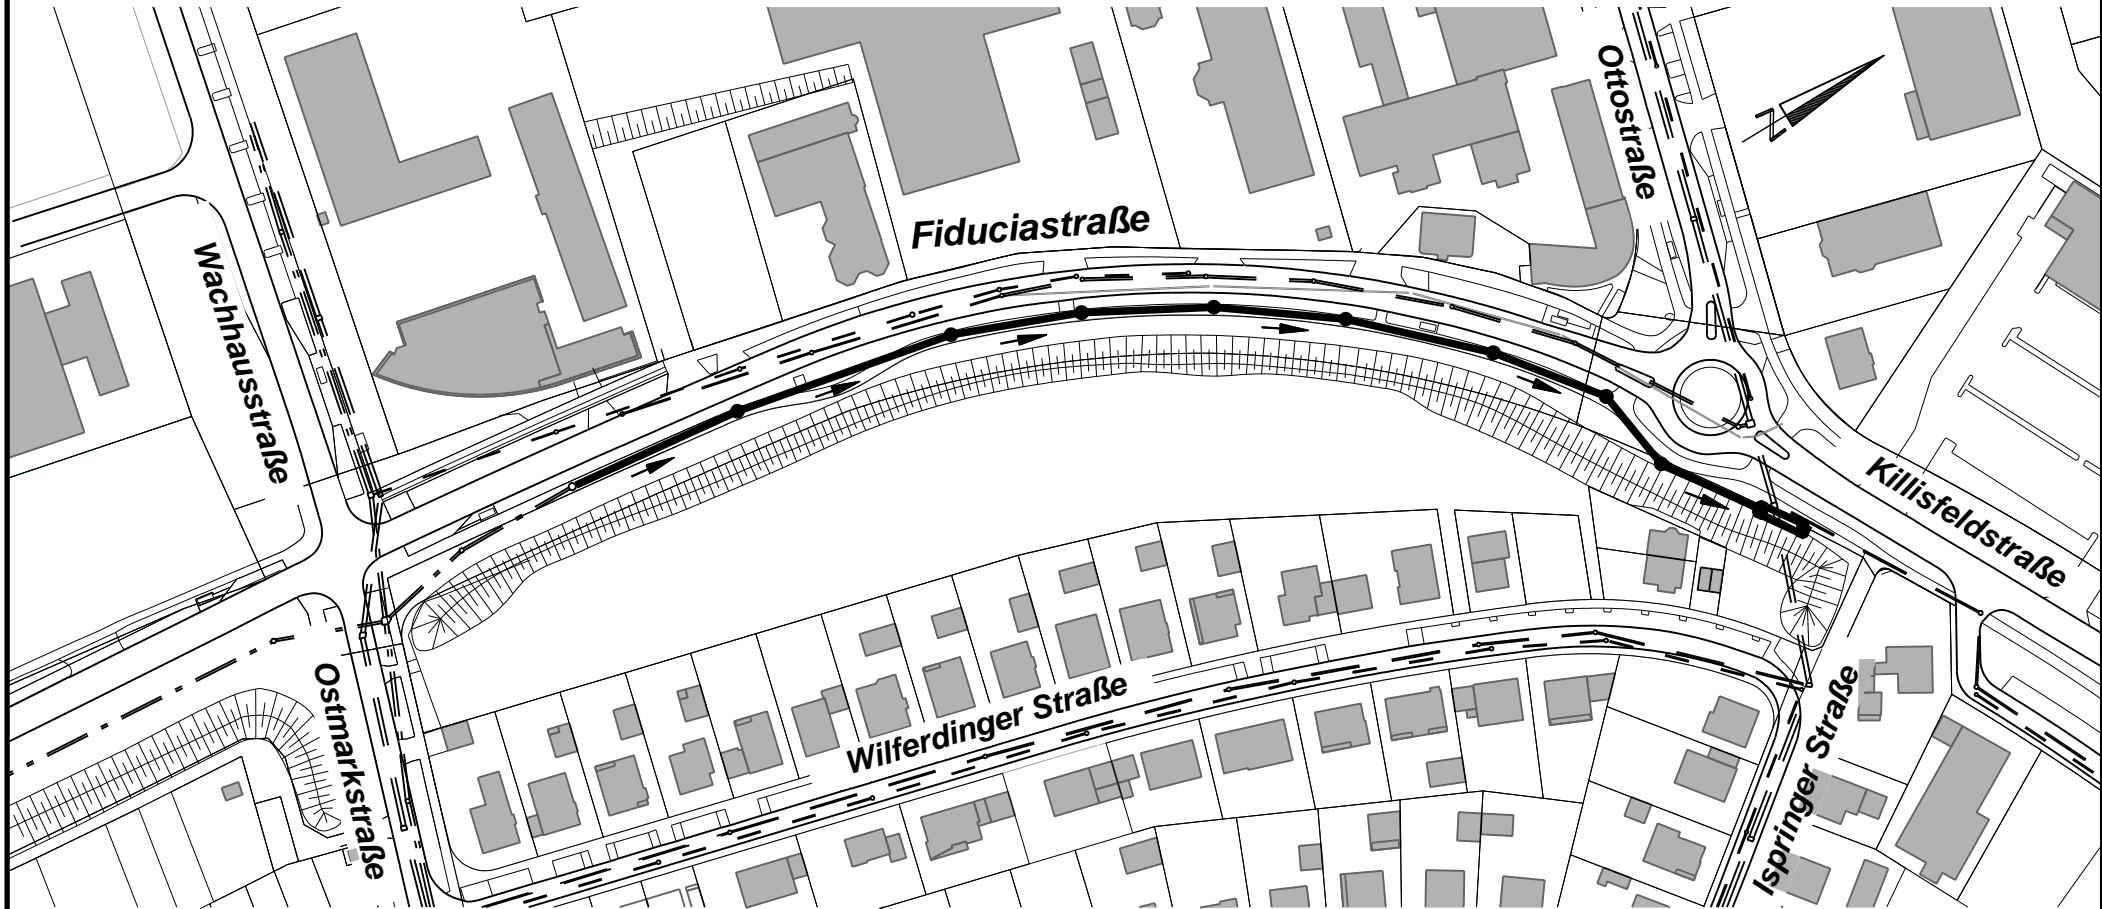 Fiduciastraße
Ottostraße
N
Wachhausstraße
Killisfeldstraße
Ostmarkstraße
Wilferdinger Straße
Ispringer Straße